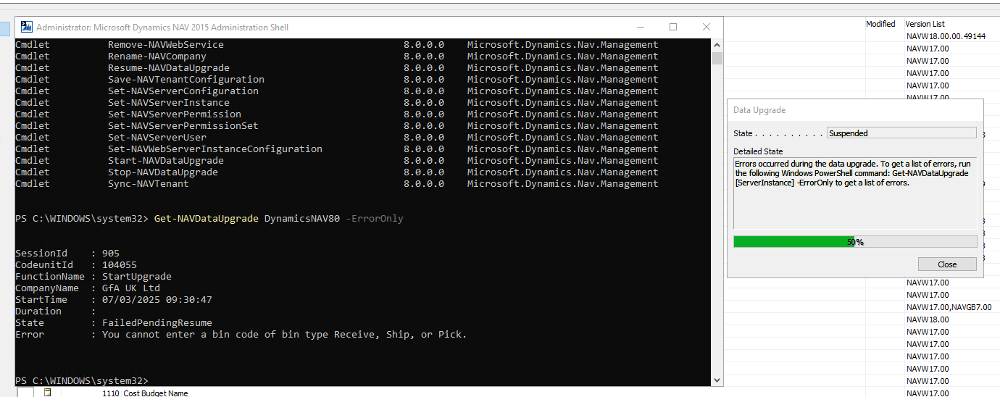 Administrator: Microsoft Dynamics NAV 2015 Administration Shell
Cmdlet Remove-NAVWebService 8.0.0.0 Microsoft.Dynamics.Nav.Management
Cmdlet Rename-NAVCompany 8.0.0.0 Microsoft.Dynamics.Nav.Management
Cmdlet Resume-NAVDataUpgrade 8.0.0.0 Microsoft.Dynamics.Nav.Management
Cmdlet Save-NAVTenantConfiguration 8.0.0.0 Microsoft.Dynamics.Nav.Management
Cmdlet Set-NAVServerConfiguration 8.0.0.0 Microsoft.Dynamics.Nav.Management
Cmdlet Set-NAVServerInstance 8.0.0.0 Microsoft.Dynamics.Nav.Management
Cmdlet Set-NAVServerPermission 8.0.0.0 Microsoft.Dynamics.Nav.Management
Cmdlet Set-NAVServerPermissionSet 8.0.0.0 Microsoft.Dynamics.Nav.Management
Cmdlet Set-NAVServerUser 8.0.0.0 Microsoft.Dynamics.Nav.Management
Cmdlet Set-NAVWebServerInstanceConfiguration 8.0.0.0 Microsoft.Dynamics.Nav.Management
Cmdlet Start-NAVDataUpgrade 8.0.0.0 Microsoft.Dynamics.Nav.Management
Cmdlet Stop-NAVDataUpgrade 8.0.0.0 Microsoft.Dynamics.Nav.Management
Cmdlet Sync-NAVTenant 8.0.0.0 Microsoft.Dynamics.Nav.Management
PS C:\WINDOWS\system32> Get-NAVDataUpgrade DynamicsNAV80 -ErrorOnly
SessionId : 905
CodeunitId : 104055
FunctionName : StartUpgrade
CompanyName : GfA UK Ltd
StartTime : 07/03/2025 09:30:47
Duration :
State : FailedPendingResume
Error : You cannot enter a bin code of bin type Receive, Ship, or Pick.
PS C:\WINDOWS\system32>
1110 Cost Budget Name
Modified Version List
NAVW18.00.00.49144
NAVW17.00
NAVW17.00
NAVW17.00
NAVW17.00
NAVW17.00
Data Upgrade
State . . . . . . . . . . Suspended
Detailed State
Errors occurred during the data upgrade. To get a list of errors, run
the following Windows PowerShell command: Get-NAVDataUpgrade
[ServerInstance] -ErrorOnly to get a list of errors.
50%
Close
NAVW17.00
NAVW17.00
NAVW17.00,NAVGB7.00
NAVW18.00
NAVW17.00
NAVW17.00
NAVW17.00
NAVW17.00
NAVW17.00
NAVW17.00